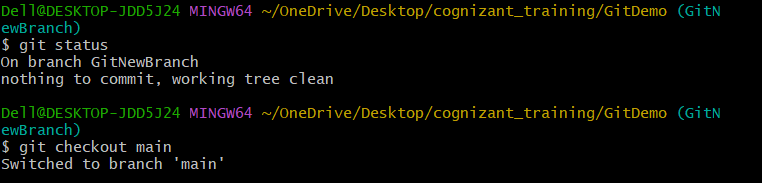 Dell@DESKTOP-JDD5J24 MINGW64 ~/OneDrive/Desktop/cognizant_training/GitDemo (GitN
ewBranch)
$ git status
On branch GitNewBranch
nothing to commit, working tree clean
Dell@DESKTOP-JDD5J24 MINGW64 ~/OneDrive/Desktop/cognizant_training/GitDemo (GitN
ewBranch)
$ git checkout main
Switched to branch 'main'